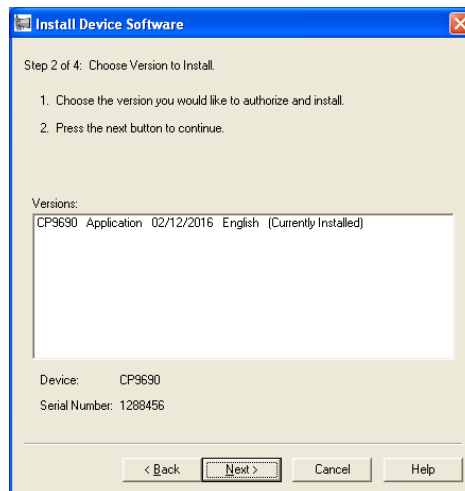 Install Device Software
Step 2 of 4: Choose Version to Install.
1. Choose the version you would like to authorize and install.
2. Press the next button to continue.
Versions:
CP9690 Application 02/12/2016 English (Currently Installed)
Device: CP9690
Serial Number: 1288456
< Back Next > Cancel Help